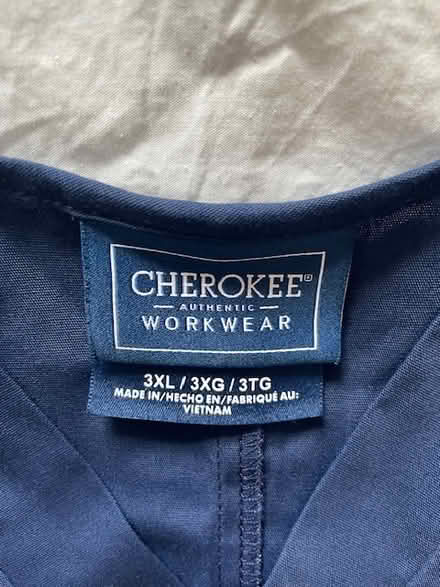 CHEROKEE®
AUTHENTIC
WORKWEAR
3XL / 3XG / 3TG
MADE IN/HECHO EN/FABRIQUÉ AU:
VIETNAM